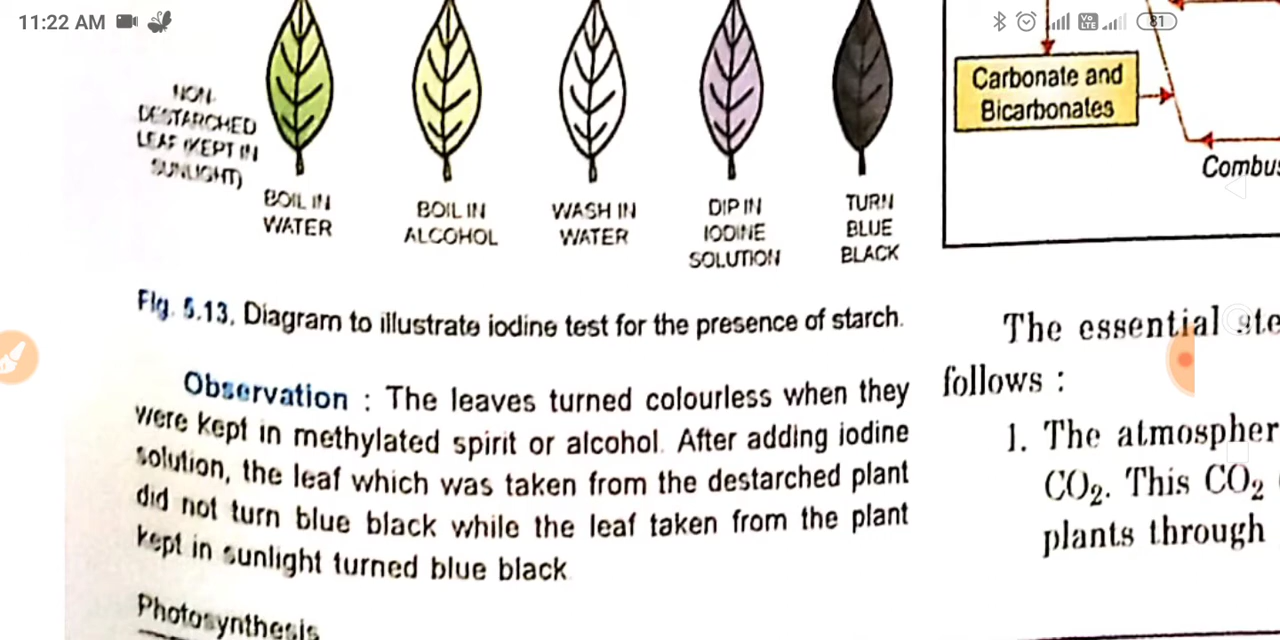 11:22 AM
Vo LTE
81
NON-
DESTARCHED
LEAF (KEPT IN
SUNLIGHT)
BOIL IN
WATER
BOIL IN
ALCOHOL
WASH IN
WATER
DIP IN
IODINE
SOLUTION
TURN
BLUE
BLACK
Fig. 5.13. Diagram to illustrate iodine test for the presence of starch.
Observation : The leaves turned colourless when they
were kept in methylated spirit or alcohol. After adding iodine
solution, the leaf which was taken from the destarched plant
did not turn blue black while the leaf taken from the plant
kept in sunlight turned blue black
Photosynthesis
Carbonate and
Bicarbonates
Combus
The essential ste
follows :
1. The atmospher
CO₂. This CO₂
plants through